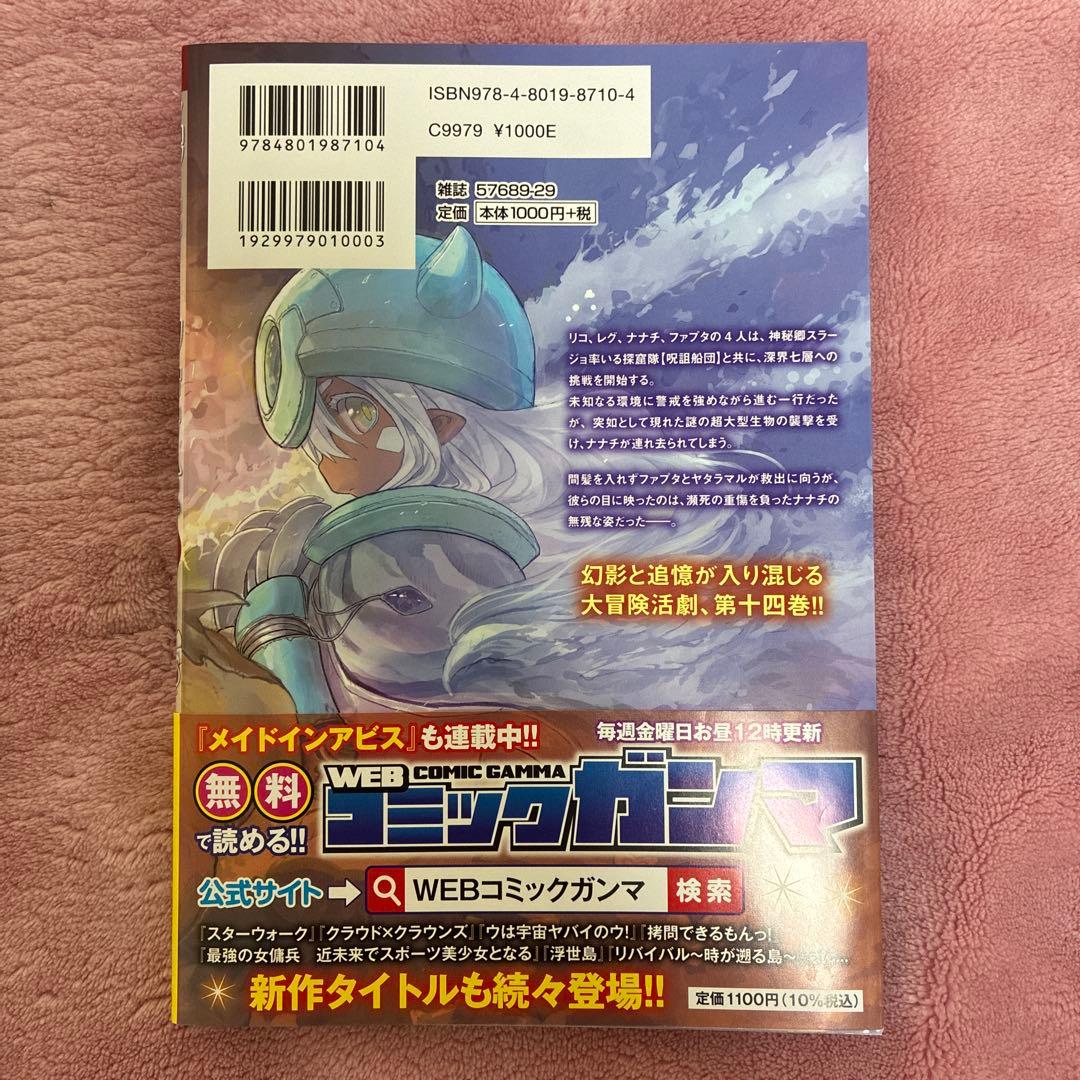 ISBN978-4-8019-8710-4
C9979 ¥1000E
9784801987104
雑誌 57689-29
定価 本体1000円+税
1929979010003
リコ、レグ、ナナチ、ファプタの4人は、神秘卿スラー
ジョ率いる探窟隊【呪詛船団】と共に、深界七層への
挑戦を開始する。
未知なる環境に警戒を強めながら進む一行だった
が、突如として現れた謎の超大型生物の襲撃を受
け、ナナチが連れ去られてしまう。
間髪を入れずファプタとヤタラマルが救出に向うが、
彼らの目に映ったのは、瀕死の重傷を負ったナナチの
無残な姿だった――。
幻影と追憶が入り混じる
大冒険活劇、第十四巻!!
『メイドインアビス』も連載中!!
毎週金曜日お昼12時更新
無料
で読める!!
WEB COMIC GAMMA
コミックガンマ
公式サイト→ WEBコミックガンマ 検索
『スターウォーク』『クラウド×クラウンズ』『ウは宇宙ヤバイのウ!』『拷問できるもんっ!
『最強の女傭兵 近未来でスポーツ美少女となる』『浮世島』『リバイバル〜時が遡る島〜
新作タイトルも続々登場!!
定価1100円(10%税込)